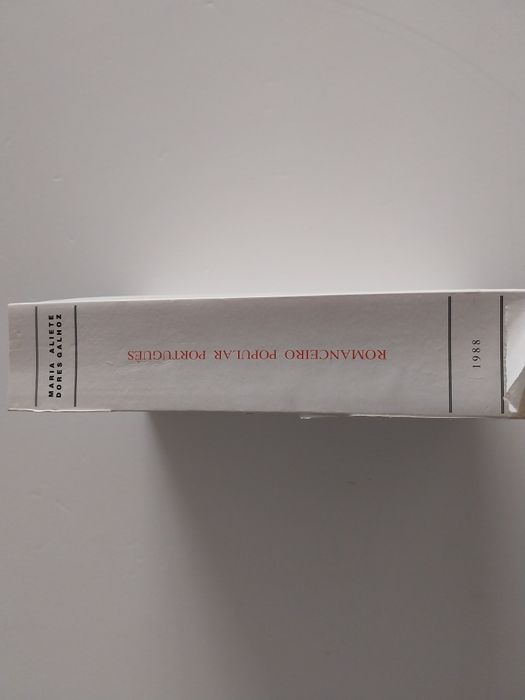 MARIA ALIETE
DORES GALHOZ
ROMANCEIRO POPULAR PORTUGUÊS
1988